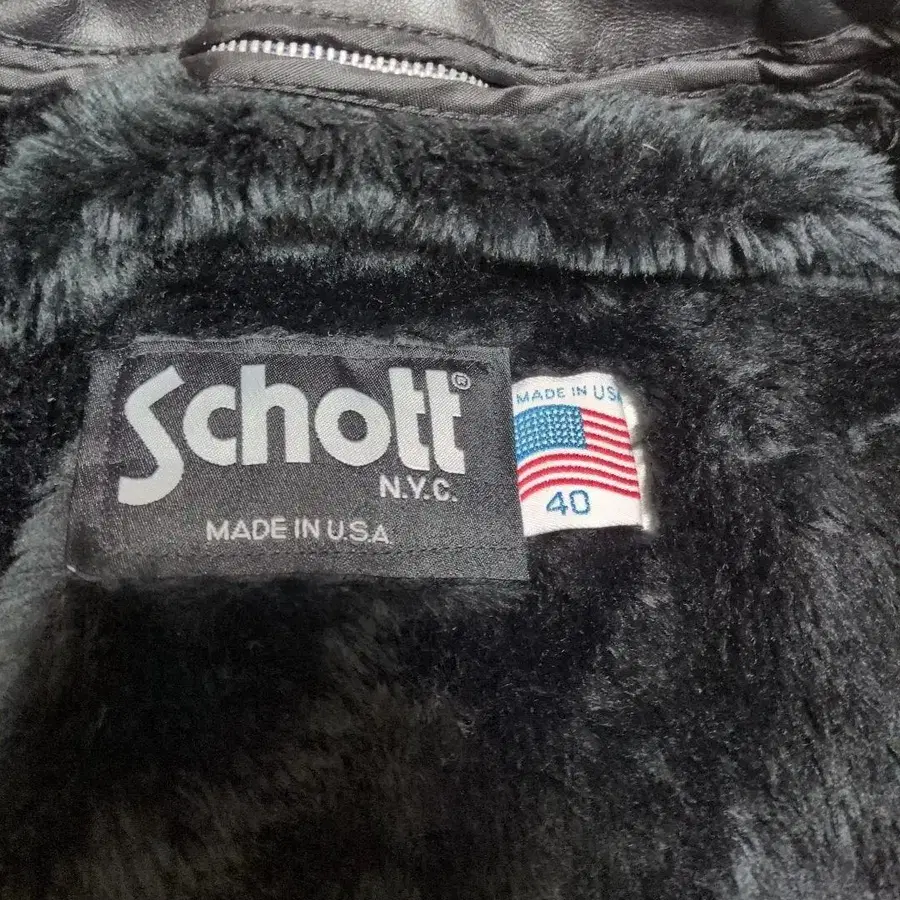 Schott®
N.Y.C.
MADE IN U.S.A
MADE IN USA
40